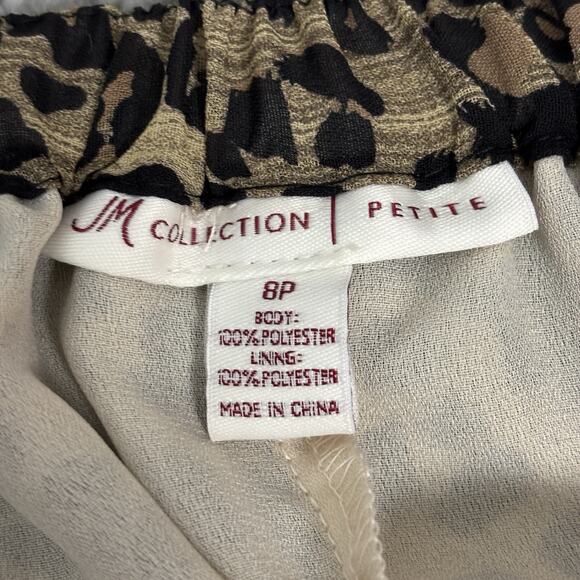 JM COLLECTION | PETITE
8P
BODY:
100% POLYESTER
LINING:
100% POLYESTER
MADE IN CHINA